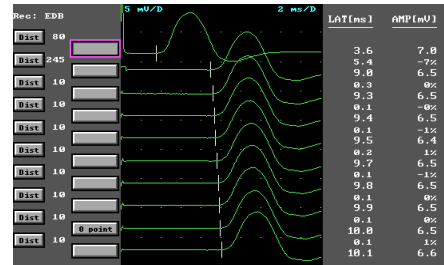 Rec: EDB
5 mV/D 2 ms/D
LAT[ms] AMP[mV]
Dist 80
3.6 7.0
Dist 245
5.4 -7%
9.0 6.5
Dist 10
0.3 0%
9.3 6.5
Dist 10
0.1 -0%
9.4 6.5
Dist 10
0.1 -1%
9.5 6.4
Dist 10
0.2 1%
9.7 6.5
Dist 10
0.1 -1%
9.8 6.5
Dist 10
0.1 0%
9.9 6.5
Dist 10
0.1 0%
0 point
10.0 6.5
Dist 10
0.1 1%
10.1 6.6